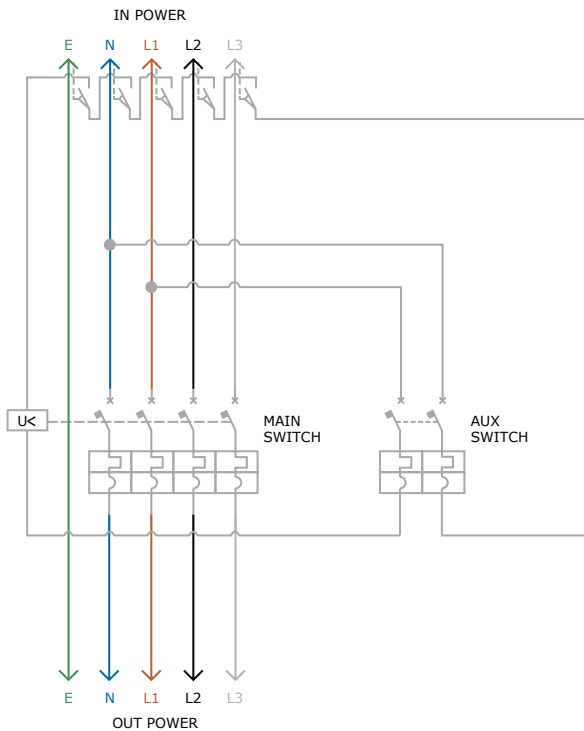 IN POWER
E N L1 L2 L3
U<
MAIN
SWITCH
AUX
SWITCH
E N L1 L2 L3
OUT POWER